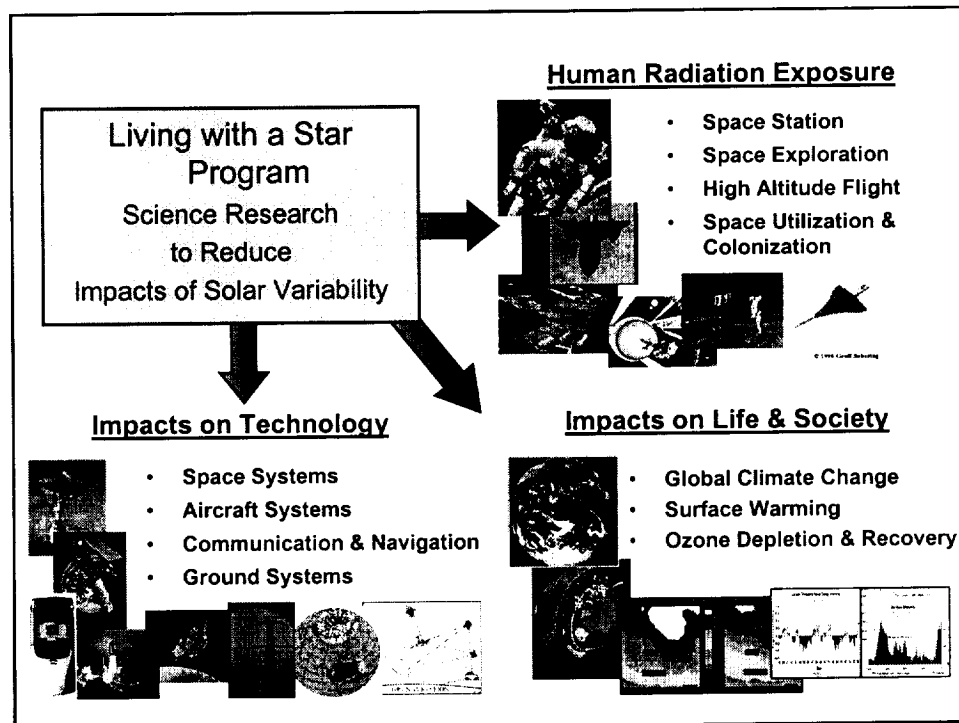 Human Radiation Exposure
Living with a Star
Program
Science Research
to Reduce
Impacts of Solar Variability
• Space Station
• Space Exploration
• High Altitude Flight
• Space Utilization &
Colonization
Impacts on Technology
• Space Systems
• Aircraft Systems
• Communication & Navigation
• Ground Systems
Impacts on Life & Society
• Global Climate Change
• Surface Warming
• Ozone Depletion & Recovery